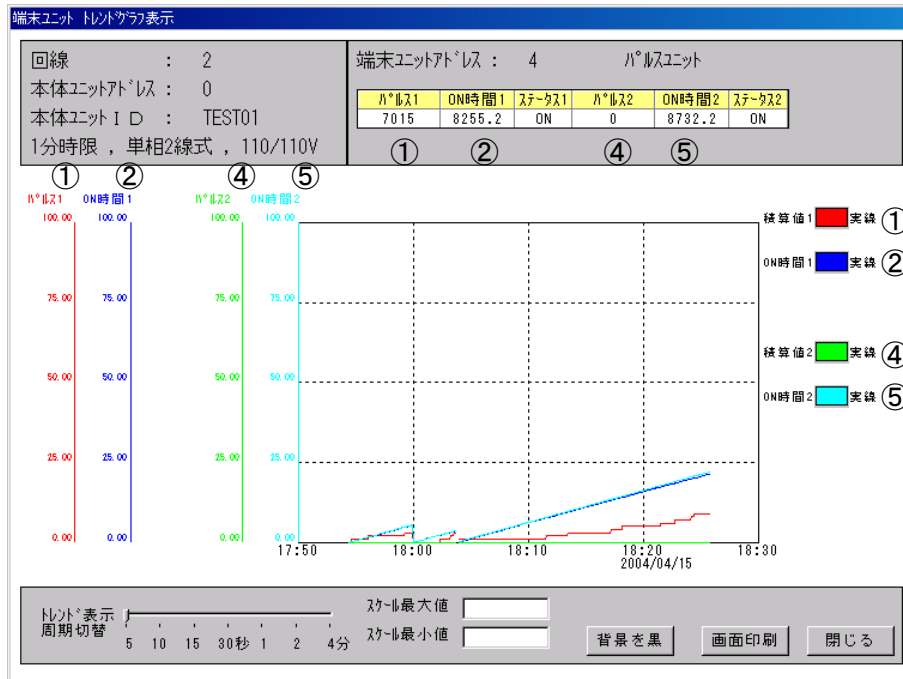 端末ユニット トレンドグラフ表示
回線 : 2
本体ユニットアドレス : 0
本体ユニットID : TEST01
1分時限 , 単相2線式 , 110/110V
端末ユニットアドレス : 4 パルスユニット
パルス1 ON時間1 ステータス1 パルス2 ON時間2 ステータス2
7015 8255.2 ON 0 8732.2 ON
① ② ④ ⑤
① ② ④ ⑤
パルス1 ON時間1 パルス2 ON時間2
100.00 100.00 100.00 100.00
75.00 75.00 75.00 75.00
50.00 50.00 50.00 50.00
25.00 25.00 25.00 25.00
0.00 0.00 0.00 0.00
17:50 18:00 18:10 18:20 18:30
2004/04/15
積算値1 実線 ①
ON時間1 実線 ②
積算値2 実線 ④
ON時間2 実線 ⑤
トレンド表示
周期切替
5 10 15 30秒 1 2 4分
スケール最大値
スケール最小値
背景を黒 画面印刷 閉じる